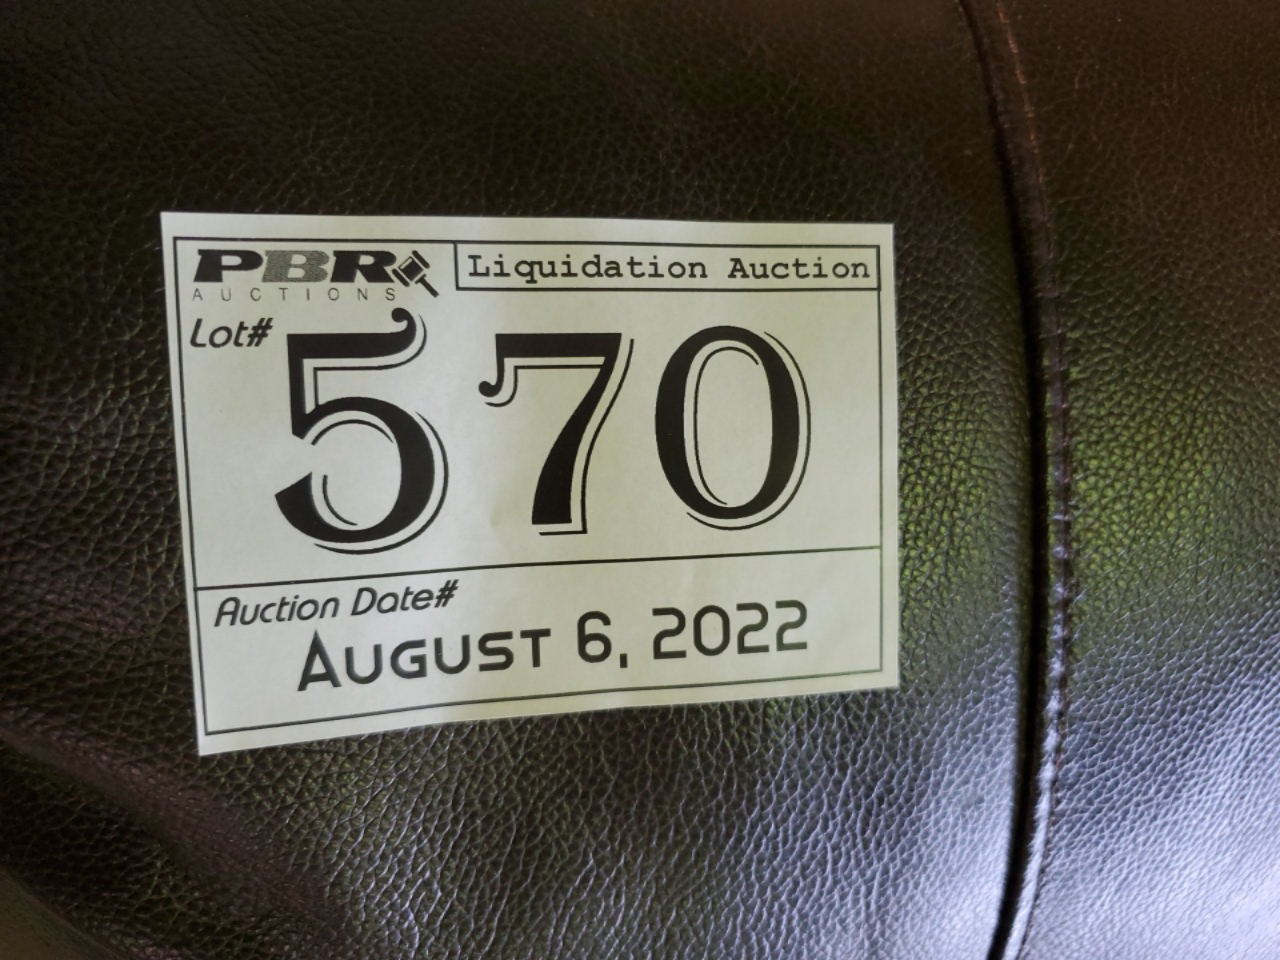 PBR
AUCTIONS
Liquidation Auction
Lot#
570
Auction Date#
AUGUST 6, 2022